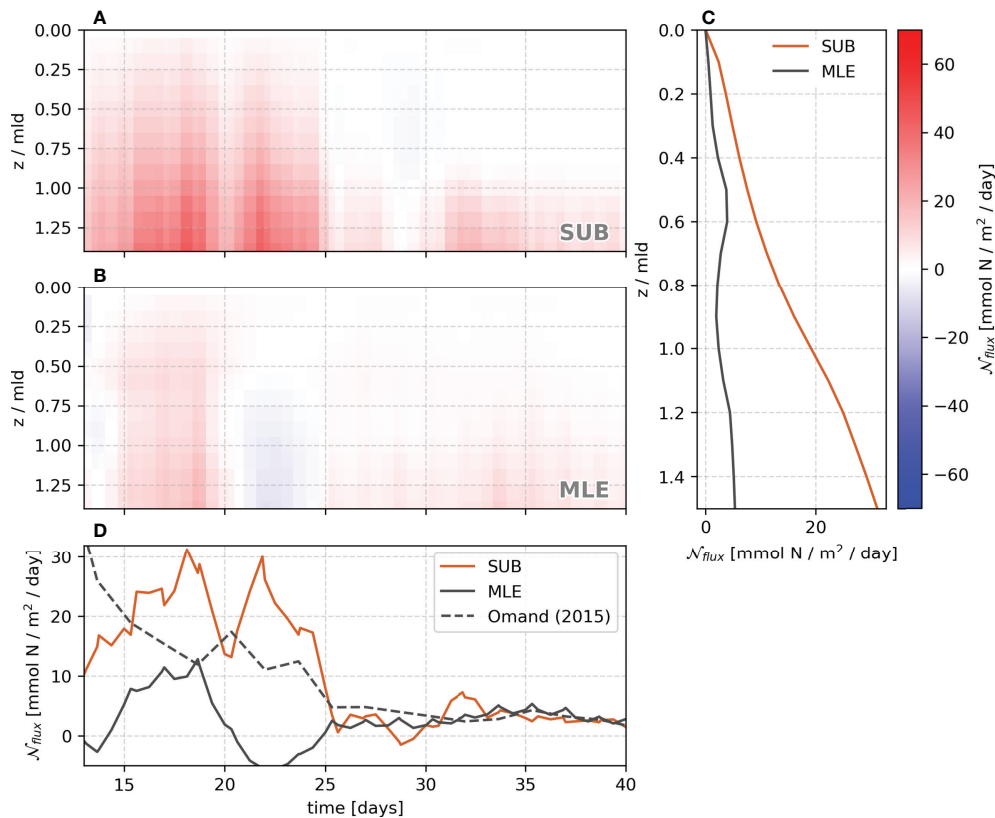 A
0.00
0.25
0.50
0.75
1.00
1.25
z / mld
SUB
B
0.00
0.25
0.50
0.75
1.00
1.25
z / mld
MLE
C
SUB
MLE
0.0
0.2
0.4
0.6
0.8
1.0
1.2
1.4
z / mld
0 20
𝒩flux [mmol N / m² / day]
60
40
20
0
−20
−40
−60
𝒩flux [mmol N / m² / day]
D
SUB
MLE
Omand (2015)
30
20
10
0
𝒩flux [mmol N / m² / day]
15 20 25 30 35 40
time [days]